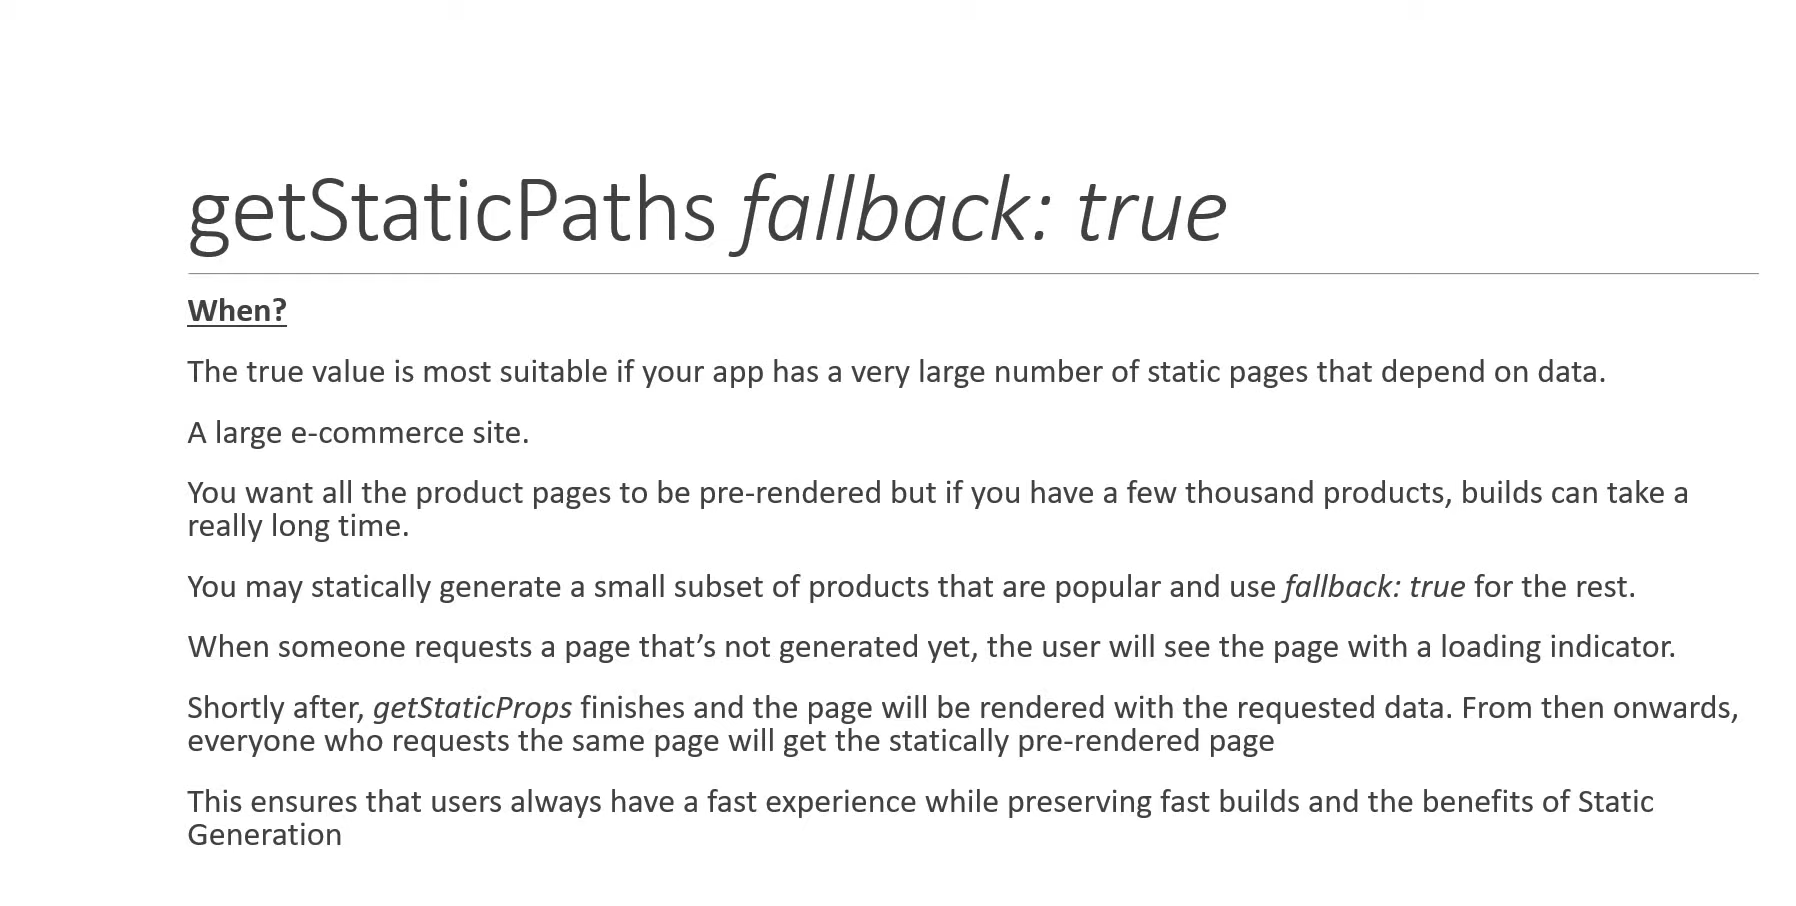 getStaticPaths fallback: true
When?
The true value is most suitable if your app has a very large number of static pages that depend on data.
A large e-commerce site.
You want all the product pages to be pre-rendered but if you have a few thousand products, builds can take a
really long time.
You may statically generate a small subset of products that are popular and use fallback: true for the rest.
When someone requests a page that’s not generated yet, the user will see the page with a loading indicator.
Shortly after, getStaticProps finishes and the page will be rendered with the requested data. From then onwards,
everyone who requests the same page will get the statically pre-rendered page
This ensures that users always have a fast experience while preserving fast builds and the benefits of Static
Generation